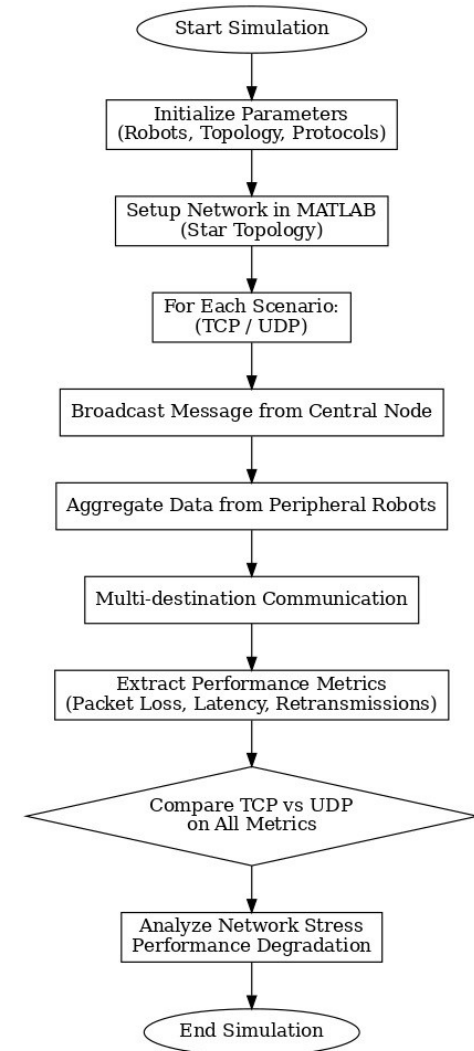 Start Simulation
Initialize Parameters
(Robots, Topology, Protocols)
Setup Network in MATLAB
(Star Topology)
For Each Scenario:
(TCP / UDP)
Broadcast Message from Central Node
Aggregate Data from Peripheral Robots
Multi-destination Communication
Extract Performance Metrics
(Packet Loss, Latency, Retransmissions)
Compare TCP vs UDP
on All Metrics
Analyze Network Stress
Performance Degradation
End Simulation